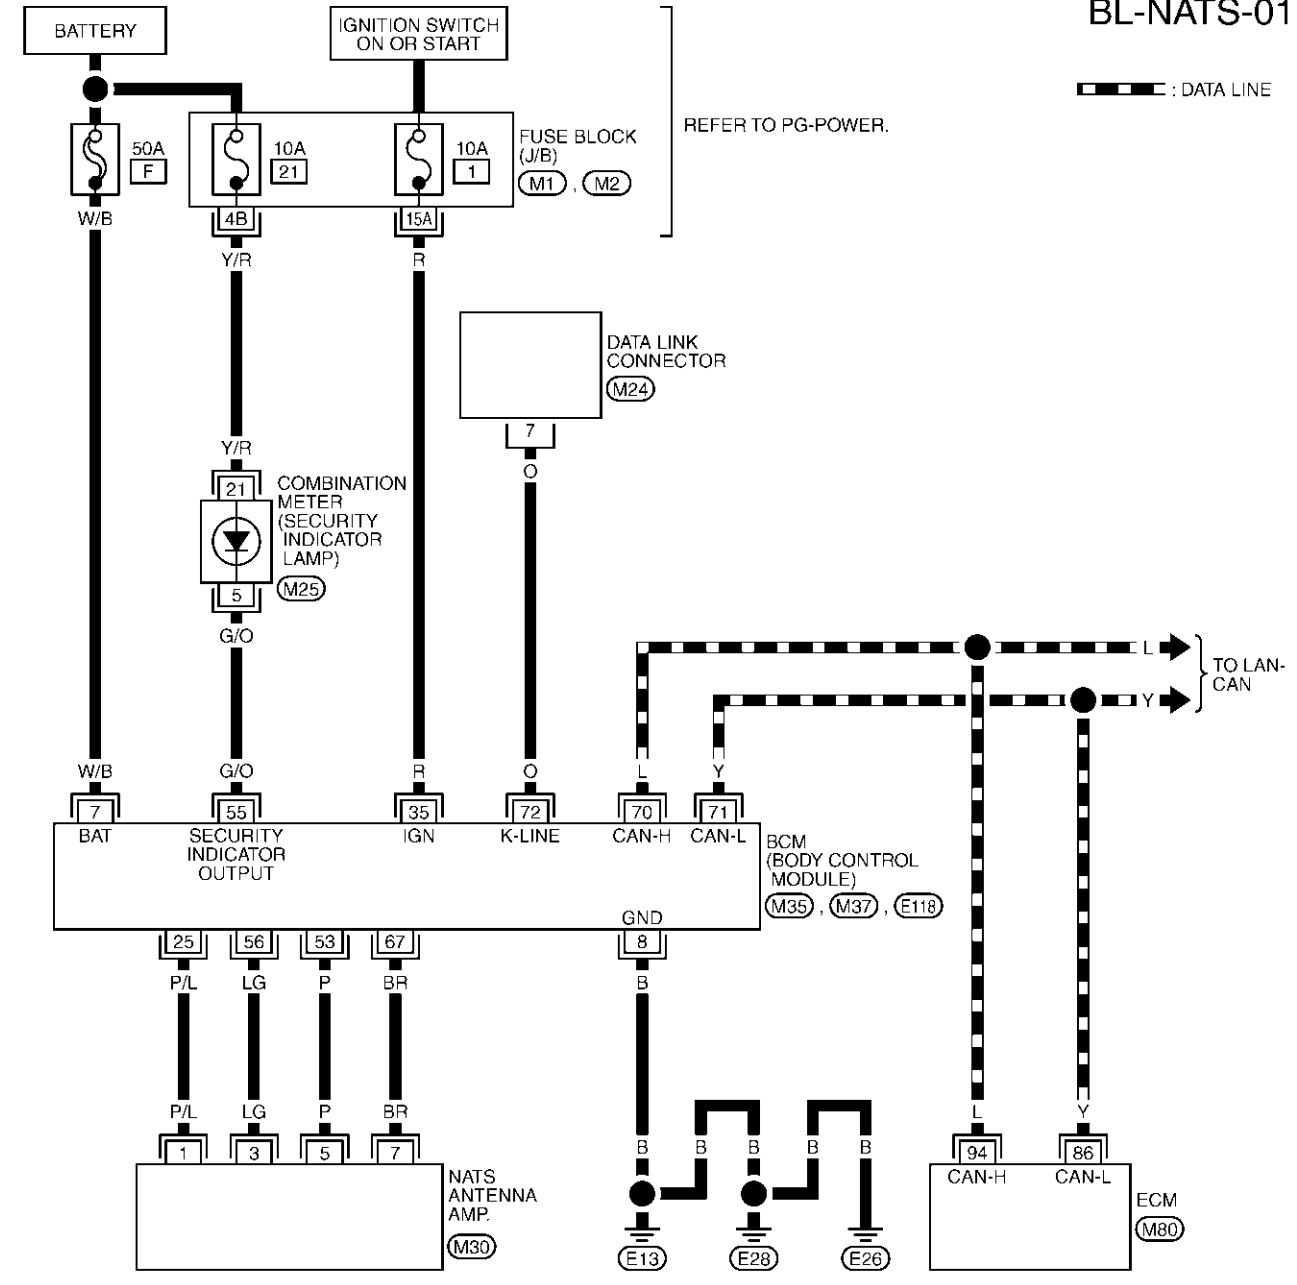 BL-NATS-01
BATTERY
IGNITION SWITCH
ON OR START
: DATA LINE
REFER TO PG-POWER.
50A
F
10A
21
10A
1
FUSE BLOCK
(J/B)
M1 , M2
W/B
4B
15A
Y/R
R
DATA LINK
CONNECTOR
M24
7
O
Y/R
21
COMBINATION
METER
(SECURITY
INDICATOR
LAMP)
M25
5
G/O
L
Y
TO LAN-
CAN
W/B
G/O
R
O
L
Y
7
55
35
72
70
71
BAT
SECURITY
INDICATOR
OUTPUT
IGN
K-LINE
CAN-H
CAN-L
BCM
(BODY CONTROL
MODULE)
M35 , M37 , E118
GND
25
56
53
67
8
P/L
LG
P
BR
B
P/L
LG
P
BR
L
Y
B
B
B
B
B
1
3
5
7
94
86
CAN-H
CAN-L
NATS
ANTENNA
AMP.
M30
ECM
M80
E13
E28
E26